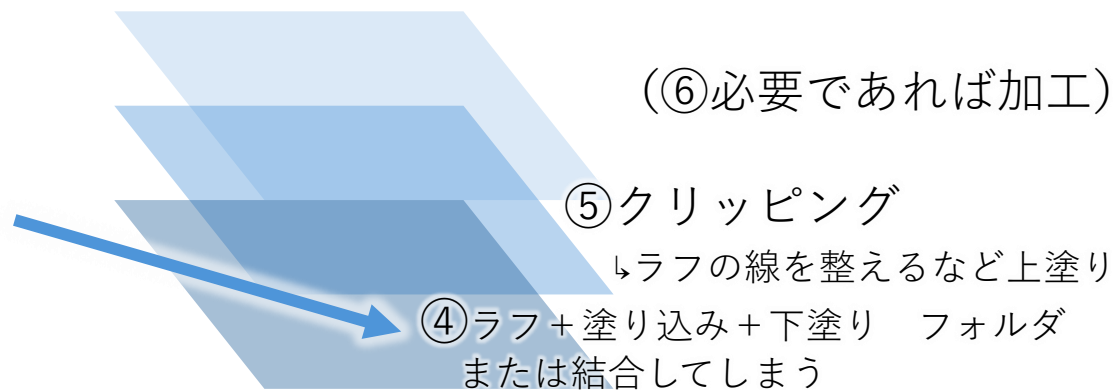 (⑥必要であれば加工)
⑤クリッピング
↳ラフの線を整えるなど上塗り
④ラフ+塗り込み+下塗り　フォルダ
または結合してしまう